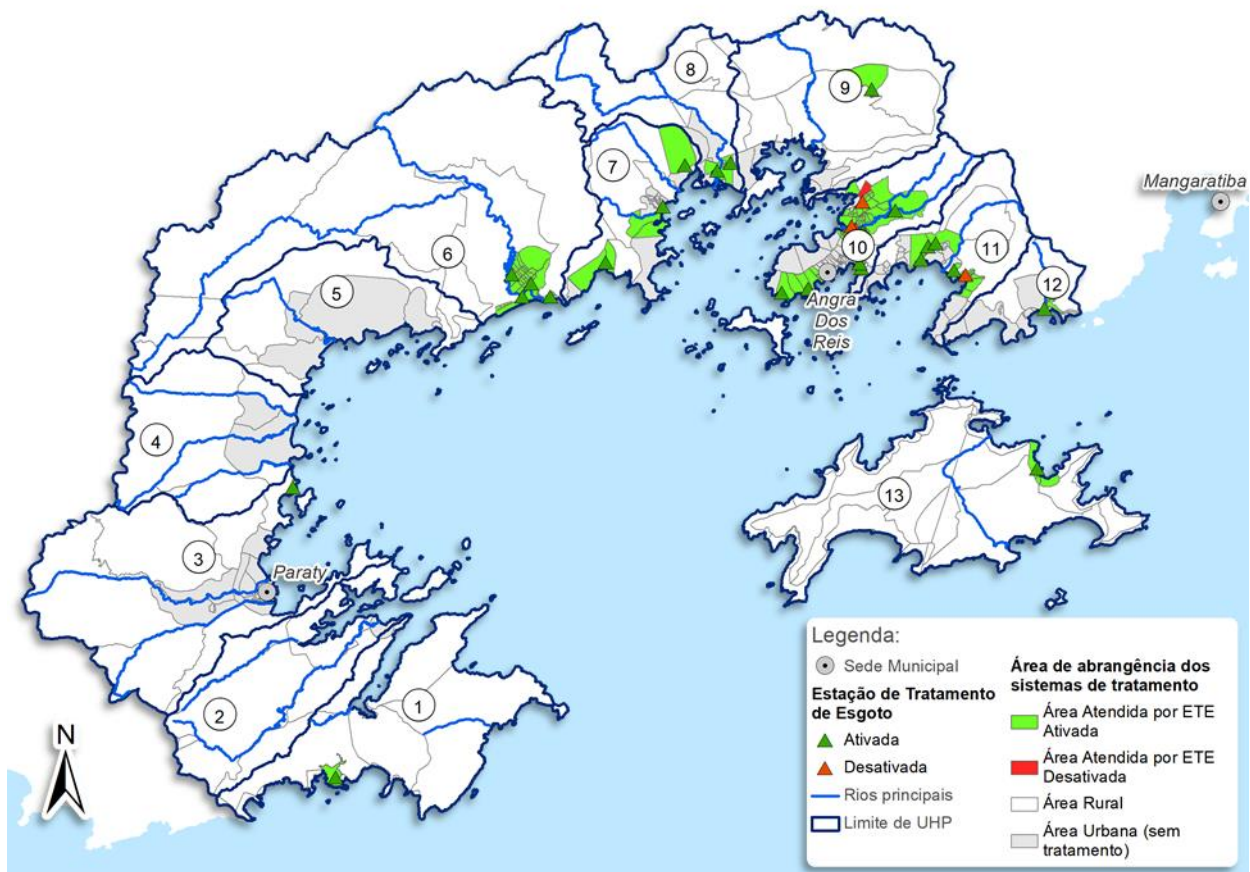 8
9
7
Mangaratiba
11
10
6
12
5
Angra
Dos
Reis
4
13
3
Paraty
1
2
N
Legenda:
Sede Municipal
Estação de Tratamento
de Esgoto
Ativada
Desativada
Rios principais
Limite de UHP
Área de abrangência dos
sistemas de tratamento
Área Atendida por ETE
Ativada
Área Atendida por ETE
Desativada
Área Rural
Área Urbana (sem
tratamento)